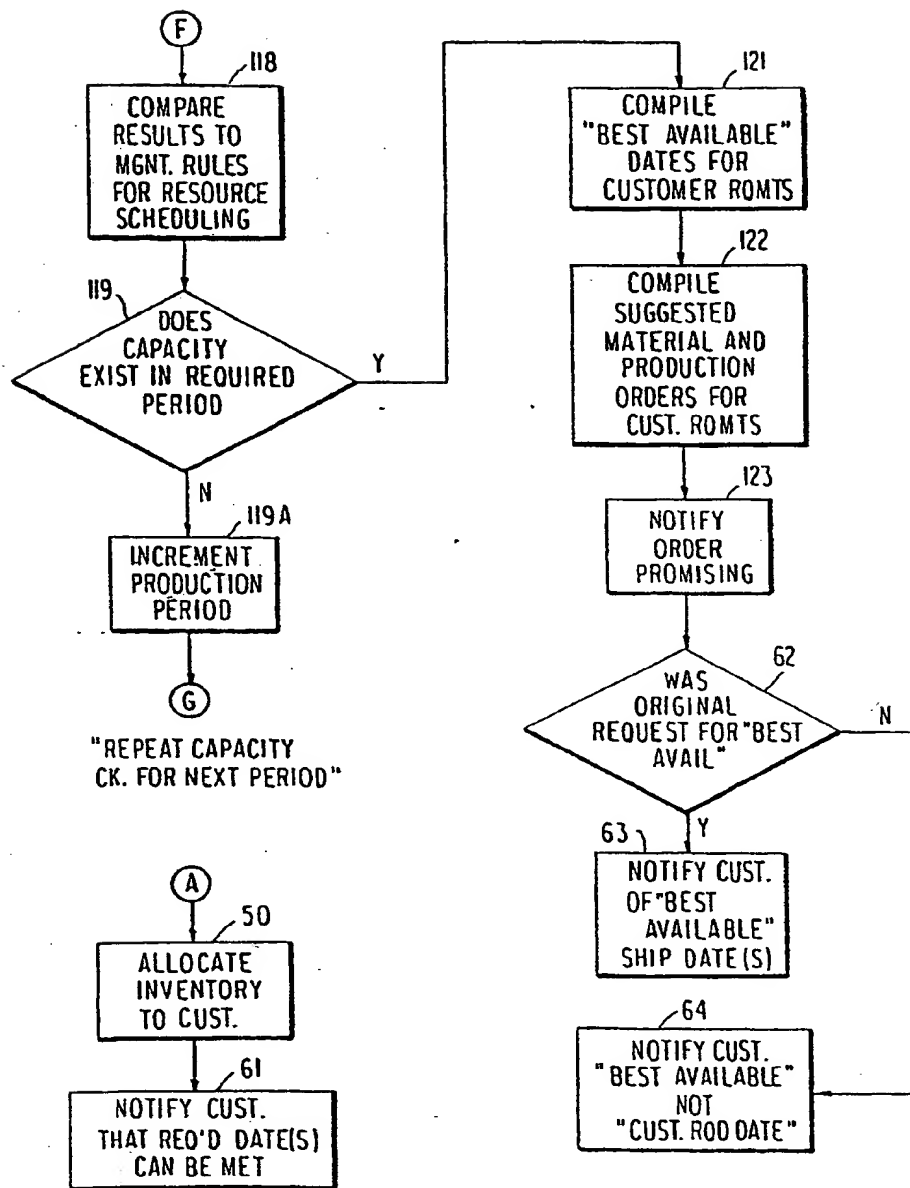 F
118
COMPARE
RESULTS TO
MGNT. RULES
FOR RESOURCE
SCHEDULING
119
DOES
CAPACITY
EXIST IN REQUIRED
PERIOD
Y
N
119A
INCREMENT
PRODUCTION
PERIOD
G
"REPEAT CAPACITY
CK. FOR NEXT PERIOD"
A
50
ALLOCATE
INVENTORY
TO CUST.
61
NOTIFY CUST.
THAT REQ'D DATE(S)
CAN BE MET
121
COMPILE
"BEST AVAILABLE"
DATES FOR
CUSTOMER RQMTS
122
COMPILE
SUGGESTED
MATERIAL AND
PRODUCTION
ORDERS FOR
CUST. RQMTS
123
NOTIFY
ORDER
PROMISING
62
WAS
ORIGINAL
REQUEST FOR "BEST
AVAIL"
N
Y
63
NOTIFY CUST.
OF "BEST
AVAILABLE"
SHIP DATE(S)
64
NOTIFY CUST.
"BEST AVAILABLE"
NOT
"CUST. RQD DATE"